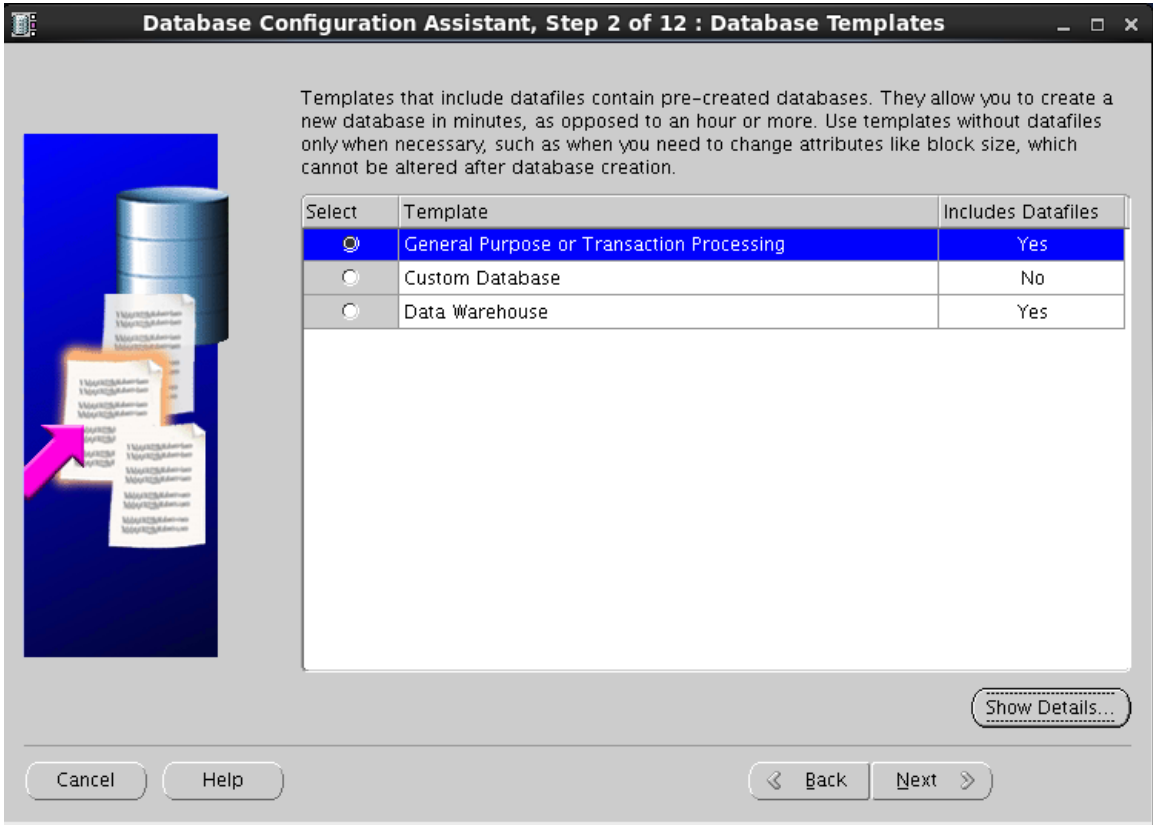 Database Configuration Assistant, Step 2 of 12 : Database Templates
Templates that include datafiles contain pre-created databases. They allow you to create a
new database in minutes, as opposed to an hour or more. Use templates without datafiles
only when necessary, such as when you need to change attributes like block size, which
cannot be altered after database creation.
Select Template Includes Datafiles
General Purpose or Transaction Processing Yes
Custom Database No
Data Warehouse Yes
Show Details...
Cancel Help Back Next